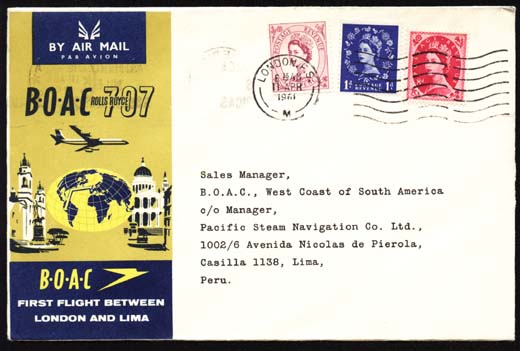 BY AIR MAIL
PAR AVION
B·O·A·C ROLLS ROYCE 707
B·O·A·C
FIRST FLIGHT BETWEEN
LONDON AND LIMA
POSTAGE REVENUE
1D 1D
REVENUE
LONDON
11 APR
1961
M
Sales Manager,
B.O.A.C., West Coast of South America
c/o Manager,
Pacific Steam Navigation Co. Ltd.,
1002/6 Avenida Nicolas de Pierola,
Casilla 1138, Lima,
Peru.